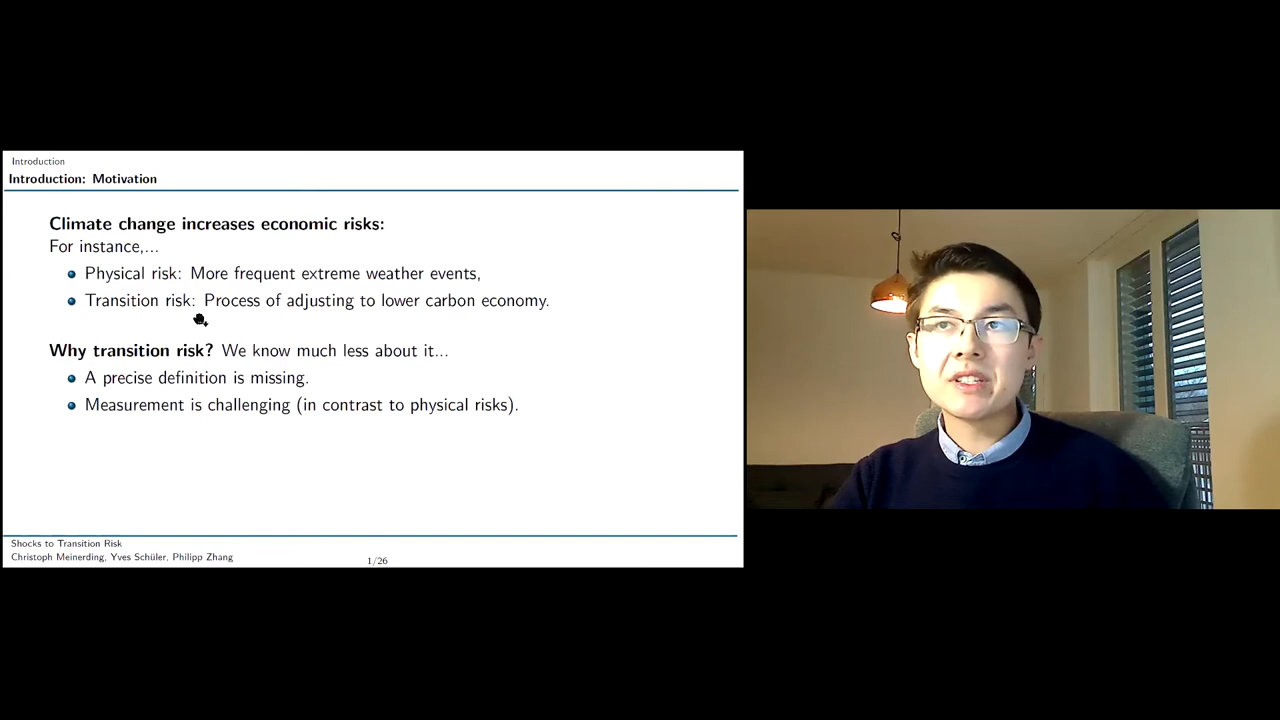 Introduction
Introduction: Motivation
Climate change increases economic risks:
For instance,...
Physical risk: More frequent extreme weather events,
Transition risk: Process of adjusting to lower carbon economy.
Why transition risk? We know much less about it...
A precise definition is missing.
Measurement is challenging (in contrast to physical risks).
Shocks to Transition Risk
Christoph Meinerding, Yves Schüler, Philipp Zhang
1/26